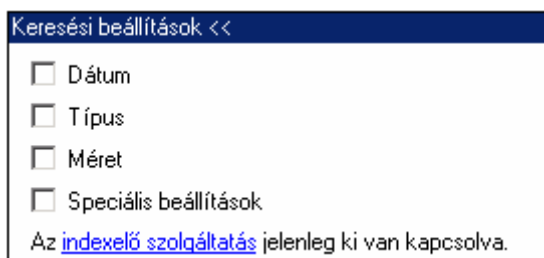 Keresési beállítások <<
Dátum
Típus
Méret
Speciális beállítások
Az indexelő szolgáltatás jelenleg ki van kapcsolva.